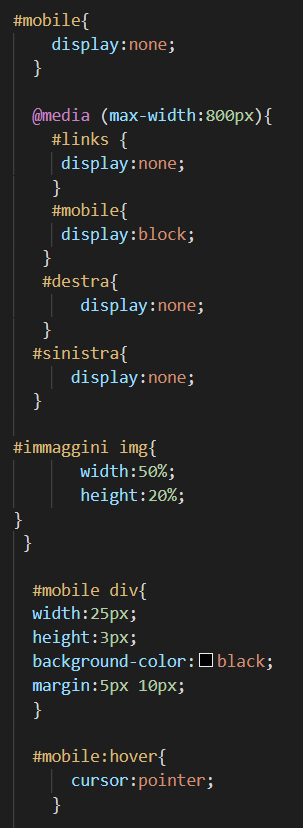 #mobile{
display:none;
}
@media (max-width:800px){
#links {
display:none;
}
#mobile{
display:block;
}
#destra{
display:none;
}
#sinistra{
display:none;
}
#immaggini img{
width:50%;
height:20%;
}
}
#mobile div{
width:25px;
height:3px;
background-color:black;
margin:5px 10px;
}
#mobile:hover{
cursor:pointer;
}